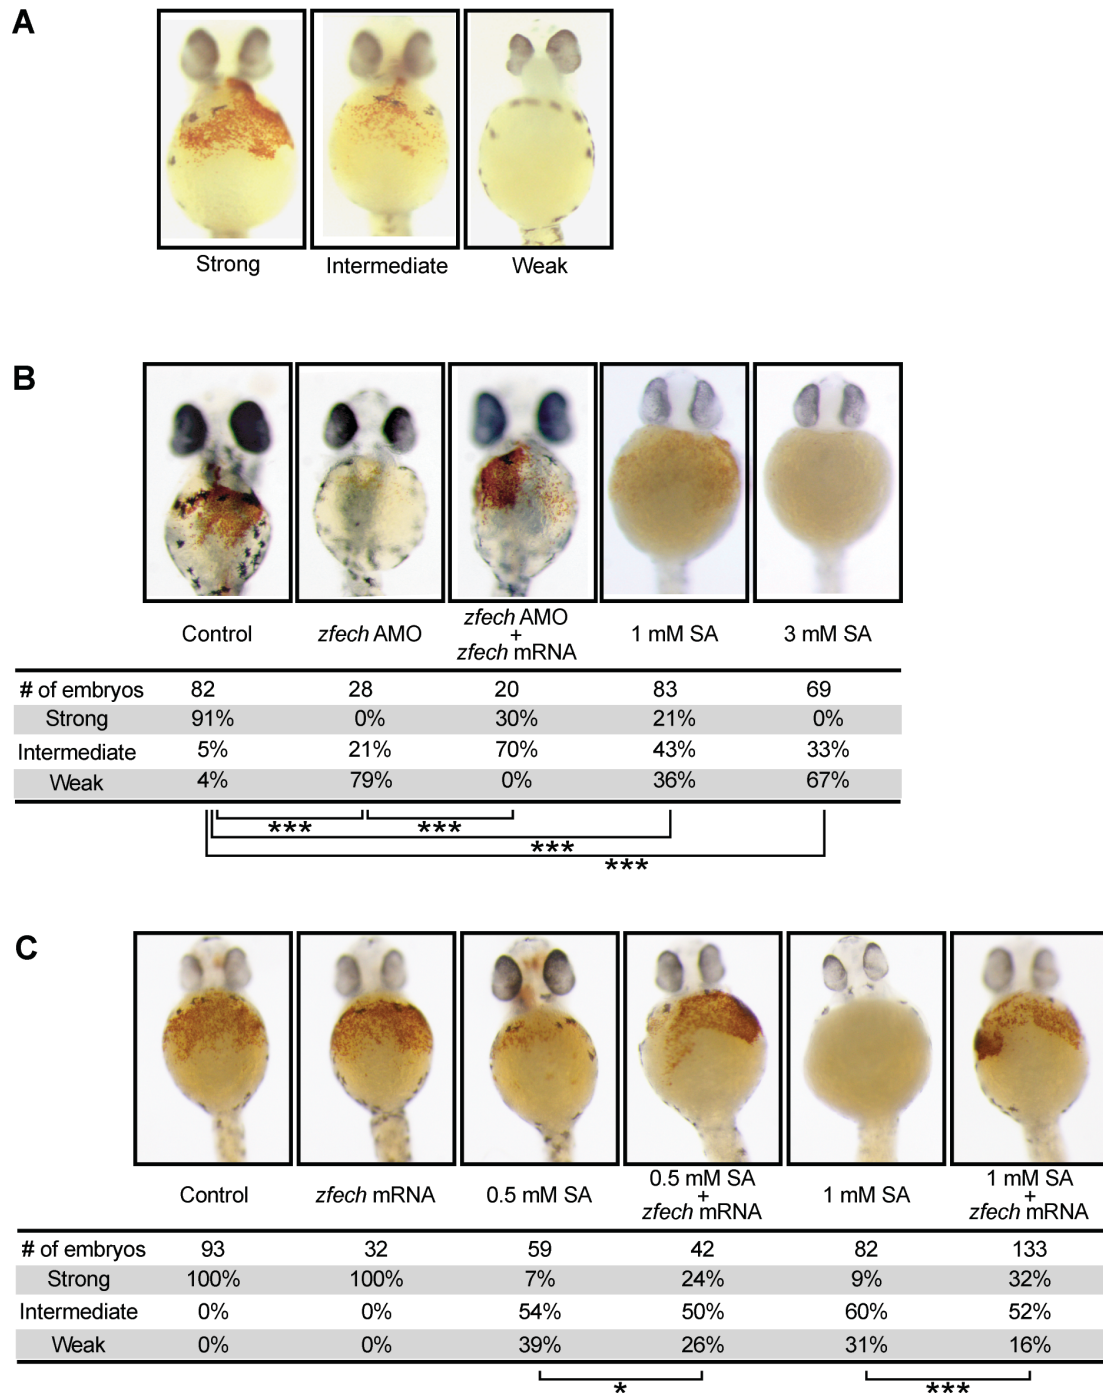 A
Strong Intermediate Weak
B
Control zfech AMO zfech AMO + zfech mRNA 1 mM SA 3 mM SA
# of embryos 82 28 20 83 69
Strong 91% 0% 30% 21% 0%
Intermediate 5% 21% 70% 43% 33%
Weak 4% 79% 0% 36% 67%
*** ***
***
***
C
Control zfech mRNA 0.5 mM SA 0.5 mM SA + zfech mRNA 1 mM SA 1 mM SA + zfech mRNA
# of embryos 93 32 59 42 82 133
Strong 100% 100% 7% 24% 9% 32%
Intermediate 0% 0% 54% 50% 60% 52%
Weak 0% 0% 39% 26% 31% 16%
* ***